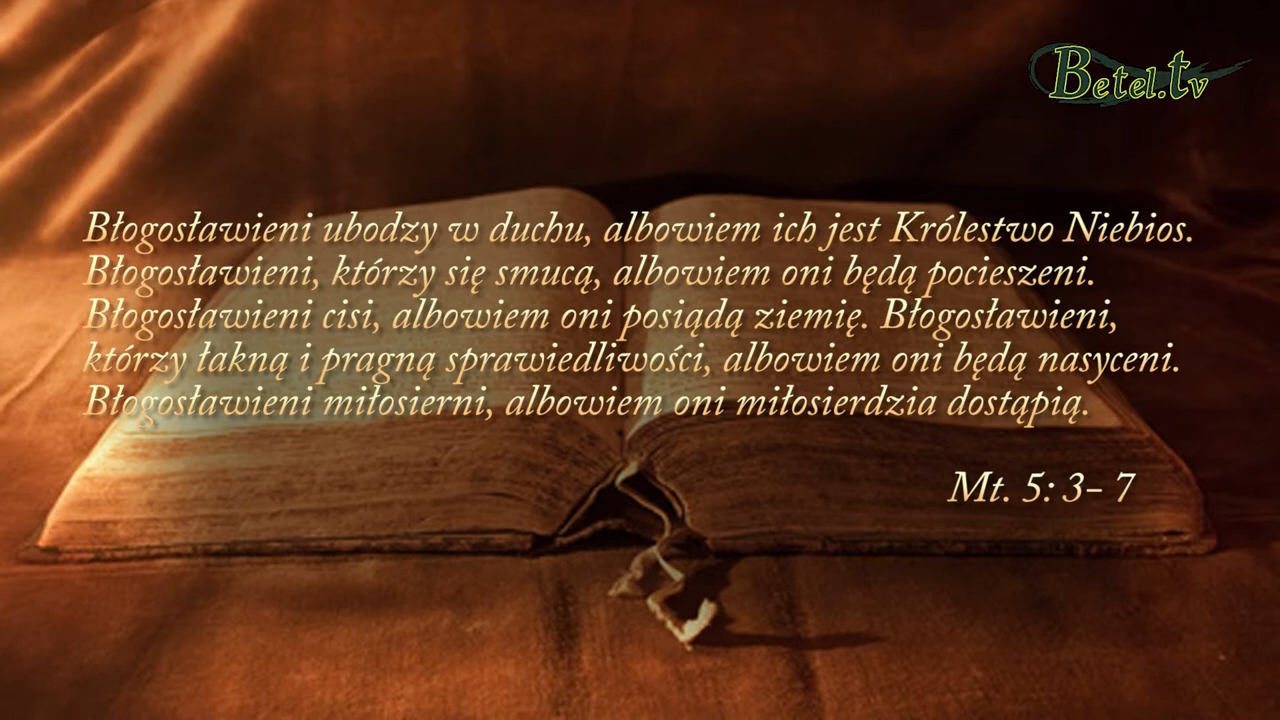 Betel.tv
Błogosławieni ubodzy w duchu, albowiem ich jest Królestwo Niebios.
Błogosławieni, którzy się smucą, albowiem oni będą pocieszeni.
Błogosławieni cisi, albowiem oni posiądą ziemię. Błogosławieni,
którzy łakną i pragną sprawiedliwości, albowiem oni będą nasyceni.
Błogosławieni miłosierni, albowiem oni miłosierdzia dostąpią.
Mt. 5: 3- 7